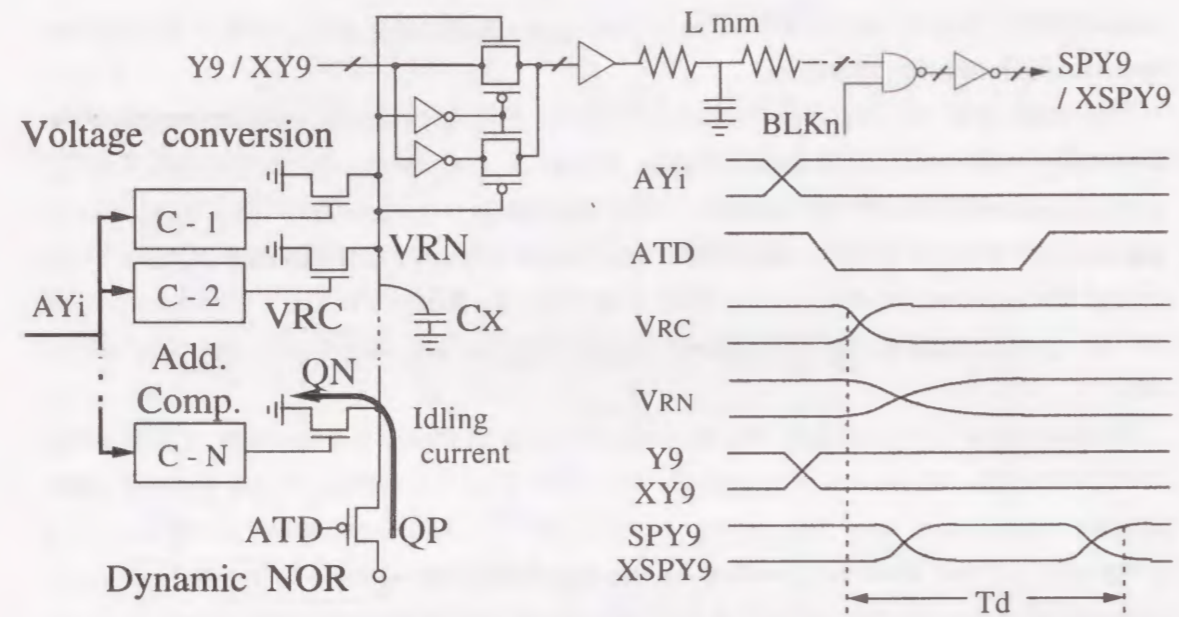 L mm
Y9 / XY9
SPY9
/ XSPY9
BLKn
Voltage conversion
C - 1
C - 2
AYi
VRN
VRC
CX
Add.
Comp.
C - N
QN
Idling
current
ATD
QP
Dynamic NOR
AYi
ATD
VRC
VRN
Y9
XY9
SPY9
XSPY9
Td